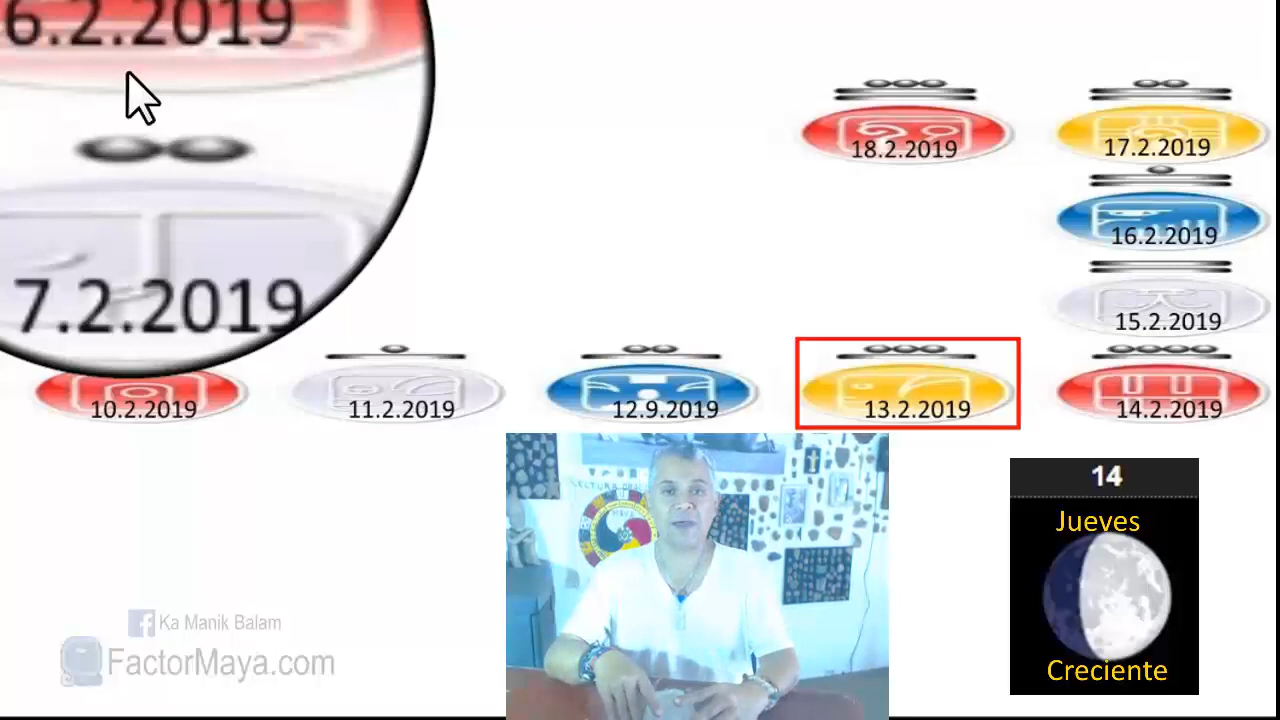 6.2.2019
7.2.2019
18.2.2019
17.2.2019
16.2.2019
15.2.2019
10.2.2019
11.2.2019
12.9.2019
13.2.2019
14.2.2019
MAYA
14
Jueves
Creciente
Ka Manik Balam
FactorMaya.com